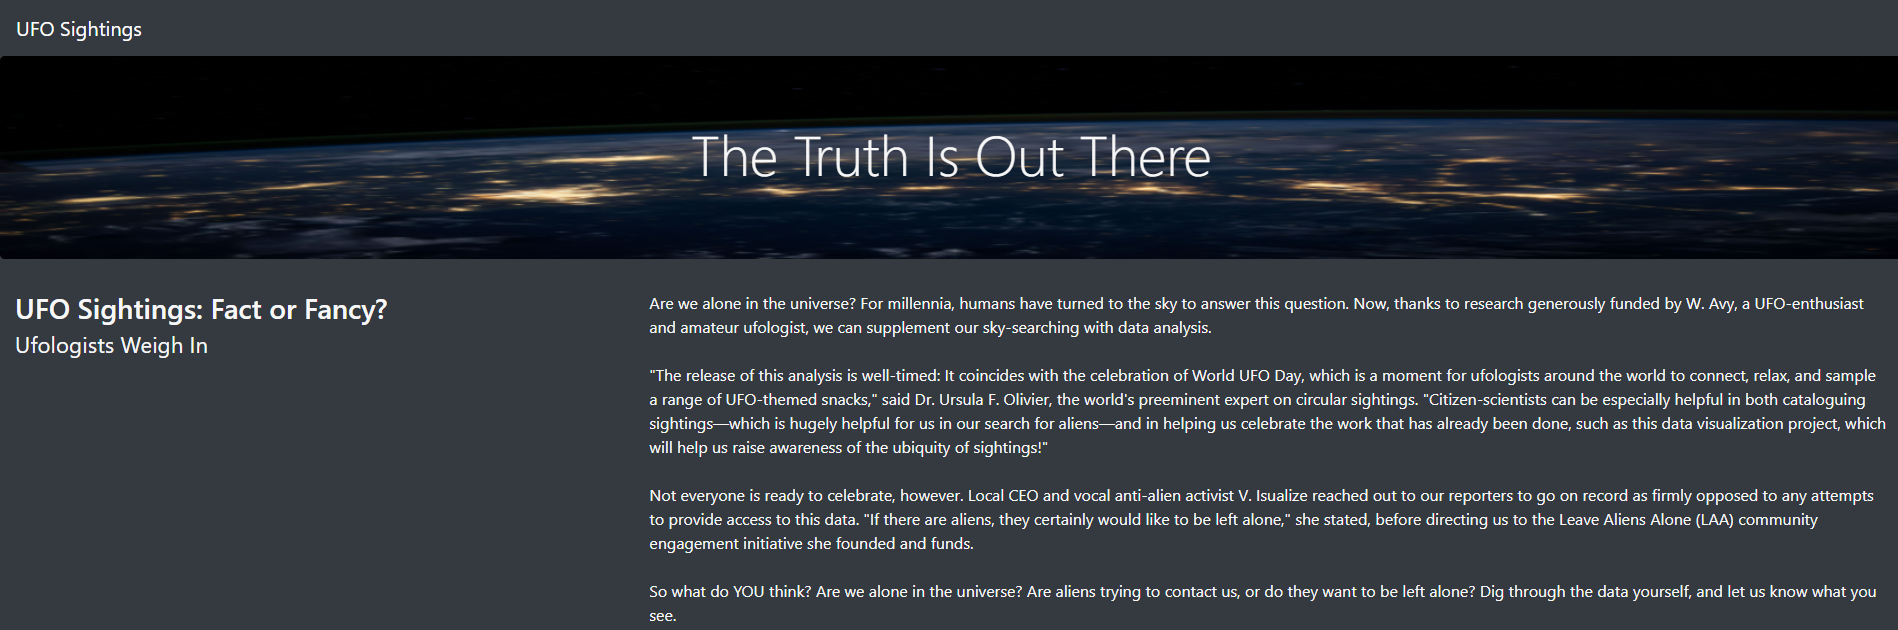 UFO Sightings
The Truth Is Out There
UFO Sightings: Fact or Fancy?
Ufologists Weigh In
Are we alone in the universe? For millennia, humans have turned to the sky to answer this question. Now, thanks to research generously funded by W. Avy, a UFO-enthusiast
and amateur ufologist, we can supplement our sky-searching with data analysis.
"The release of this analysis is well-timed: It coincides with the celebration of World UFO Day, which is a moment for ufologists around the world to connect, relax, and sample
a range of UFO-themed snacks," said Dr. Ursula F. Olivier, the world's preeminent expert on circular sightings. "Citizen-scientists can be especially helpful in both cataloguing
sightings—which is hugely helpful for us in our search for aliens—and in helping us celebrate the work that has already been done, such as this data visualization project, which
will help us raise awareness of the ubiquity of sightings!"
Not everyone is ready to celebrate, however. Local CEO and vocal anti-alien activist V. Isualize reached out to our reporters to go on record as firmly opposed to any attempts
to provide access to this data. "If there are aliens, they certainly would like to be left alone," she stated, before directing us to the Leave Aliens Alone (LAA) community
engagement initiative she founded and funds.
So what do YOU think? Are we alone in the universe? Are aliens trying to contact us, or do they want to be left alone? Dig through the data yourself, and let us know what you
see.